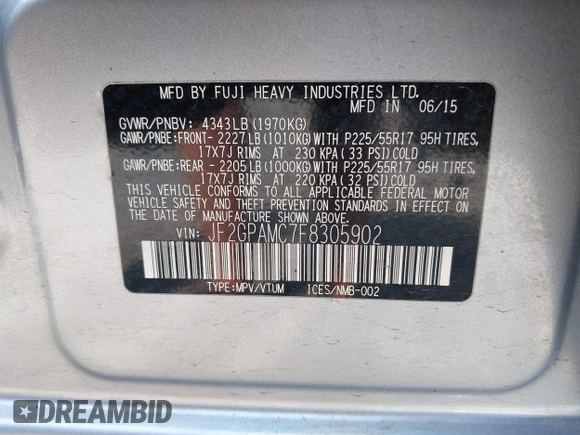 MFD BY FUJI HEAVY INDUSTRIES LTD.
MFD IN 06/15
GVWR/PNBV: 4343LB(1970KG)
GAWR/PNBE:FRONT-2227LB(1010KG)WITH P225/55R17 95H TIRES,
17X7J RIMS AT 230 KPA(33 PSI)COLD
GAWR/PNBE:REAR -2205LB(1000KG)WITH P225/55R17 95H TIRES,
17X7J RIMS AT 220 KPA(32 PSI)COLD
THIS VEHICLE CONFORMS TO ALL APPLICABLE FEDERAL MOTOR
VEHICLE SAFETY AND THEFT PREVENTION STANDARDS IN EFFECT
ON THE DATE OF MANUFACTURE SHOWN ABOVE.
VIN: JF2GPAMC7F8305902
TYPE:MPV/VTUM ICES/NMB-002
DREAMBID